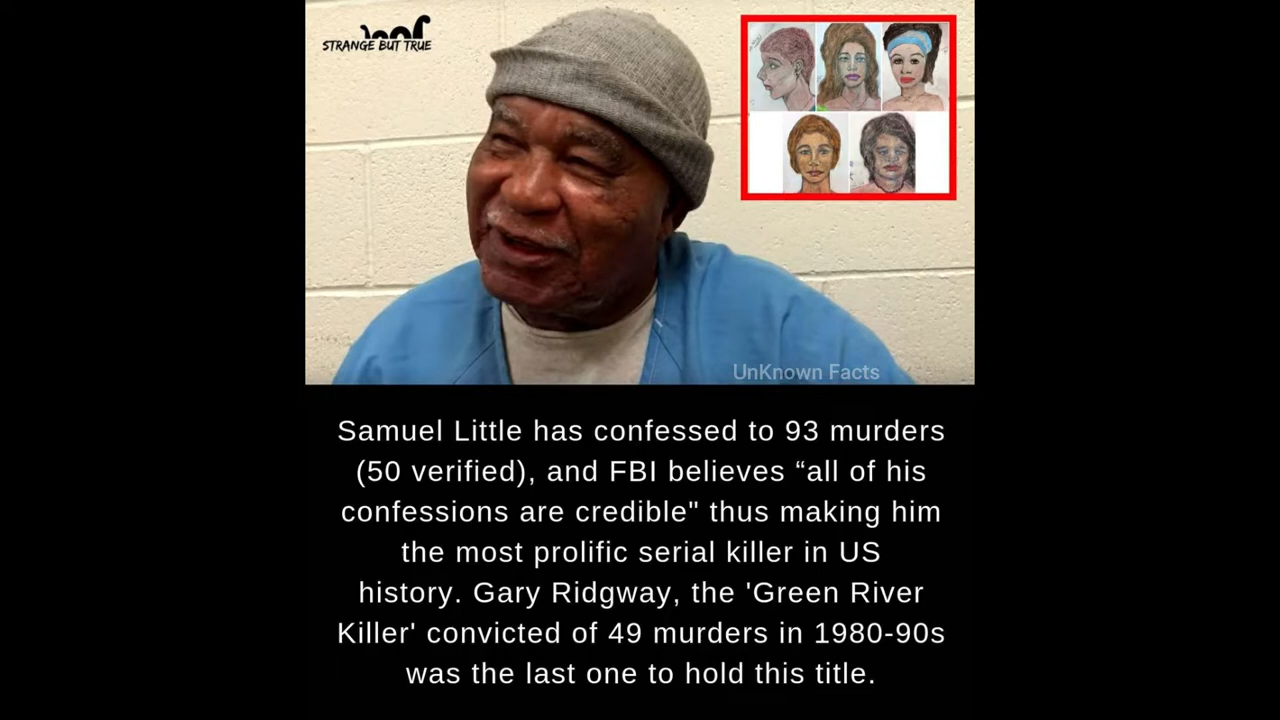 STRANGE BUT TRUE
UnKnown Facts
Samuel Little has confessed to 93 murders
(50 verified), and FBI believes “all of his
confessions are credible" thus making him
the most prolific serial killer in US
history. Gary Ridgway, the 'Green River
Killer' convicted of 49 murders in 1980-90s
was the last one to hold this title.